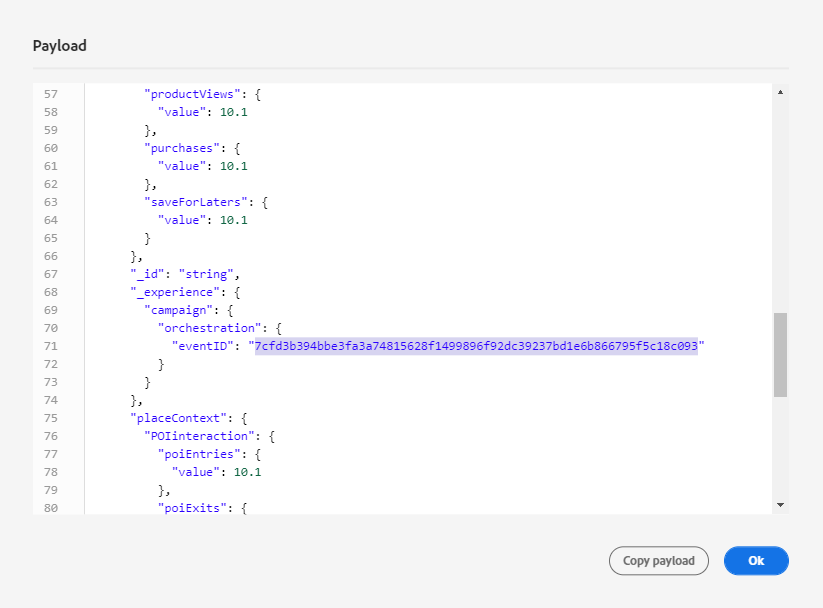 Payload
57 "productViews": {
58 "value": 10.1
59 },
60 "purchases": {
61 "value": 10.1
62 },
63 "saveForLaters": {
64 "value": 10.1
65 }
66 },
67 "_id": "string",
68 "_experience": {
69 "campaign": {
70 "orchestration": {
71 "eventID": "7cfd3b394bbe3fa3a74815628f1499896f92dc39237bd1e6b866795f5c18c093"
72 }
73 }
74 },
75 "placeContext": {
76 "POIinteraction": {
77 "poiEntries": {
78 "value": 10.1
79 },
80 "poiExits": {
Copy payload
Ok